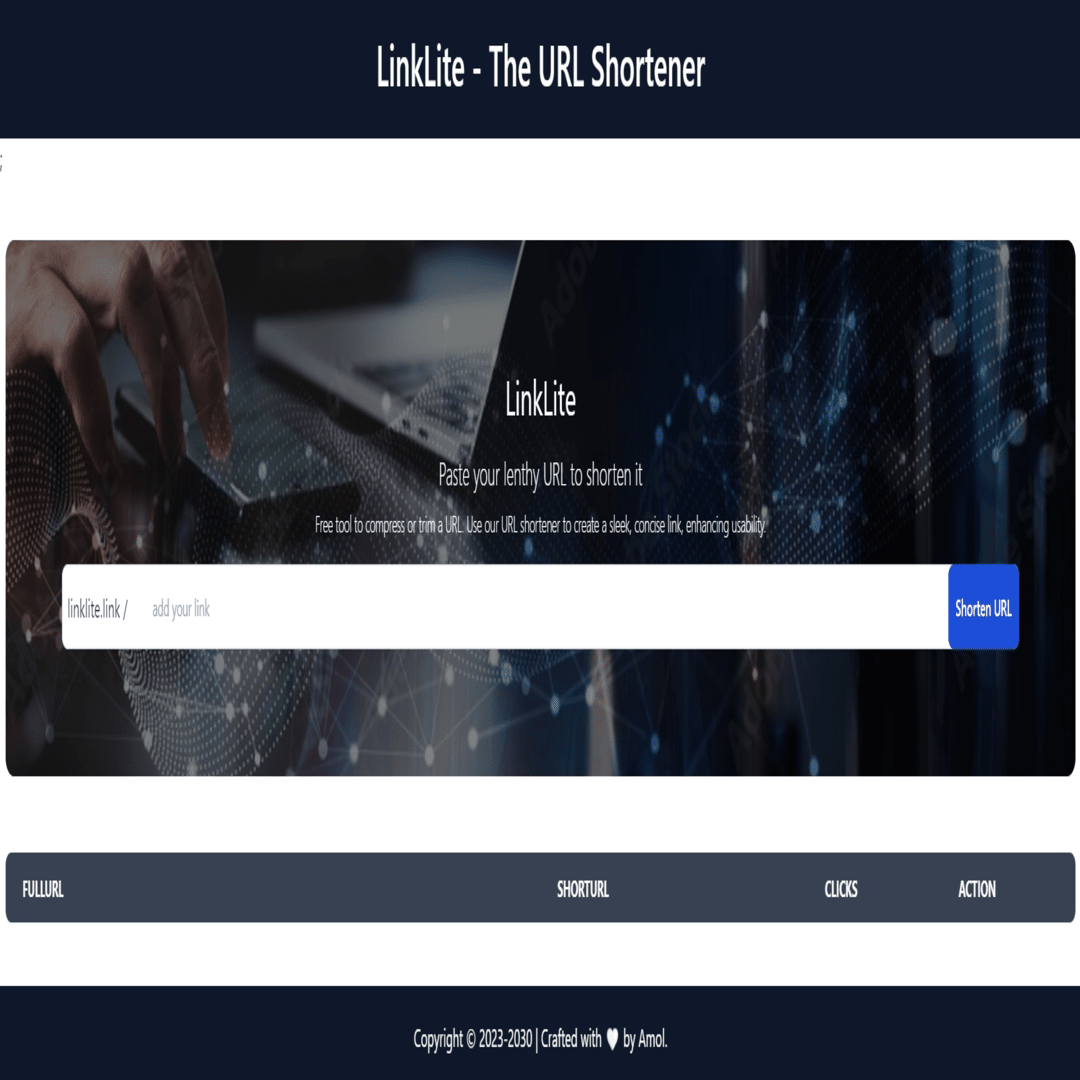 LinkLite - The URL Shortener
;
LinkLite
Paste your lenthy URL to shorten it
Free tool to compress or trim a URL. Use our URL shortener to create a sleek, concise link, enhancing usability.
linklite.link / add your link Shorten URL
FULLURL SHORTURL CLICKS ACTION
Copyright © 2023-2030 | Crafted with 🤍 by Amol.